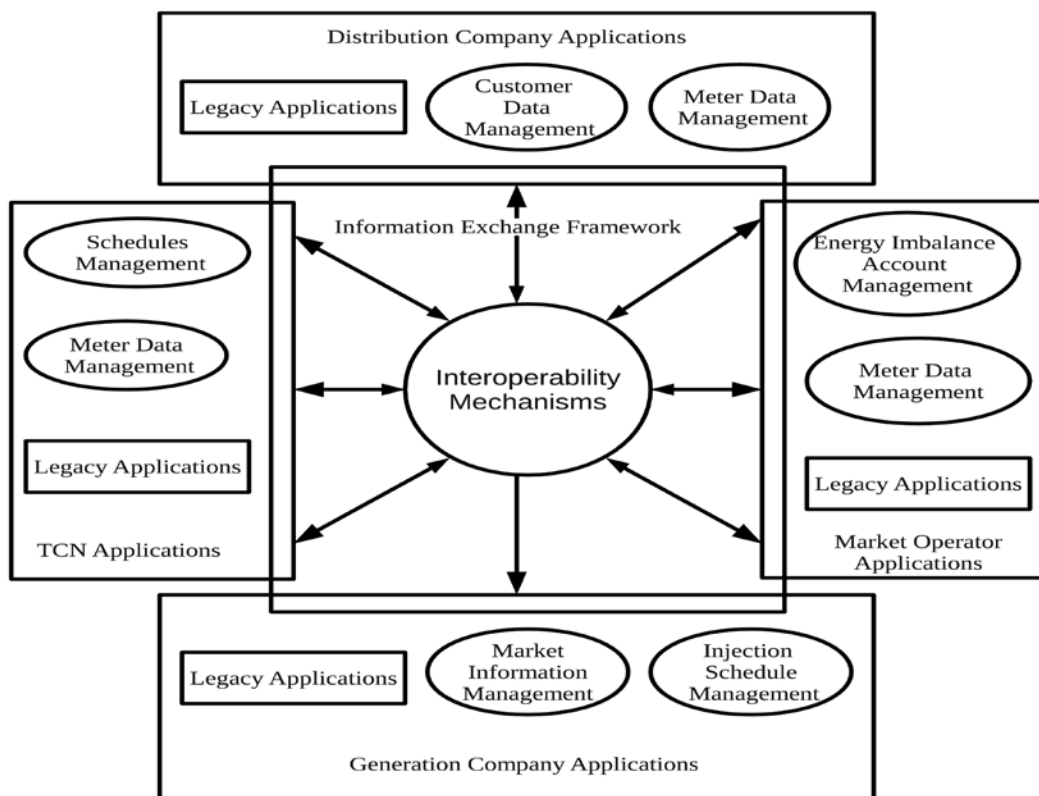 Distribution Company Applications
Legacy Applications
Customer
Data
Management
Meter Data
Management
Information Exchange Framework
Schedules
Management
Meter Data
Management
Legacy Applications
TCN Applications
Interoperability
Mechanisms
Energy Imbalance
Account
Management
Meter Data
Management
Legacy Applications
Market Operator
Applications
Legacy Applications
Market
Information
Management
Injection
Schedule
Management
Generation Company Applications